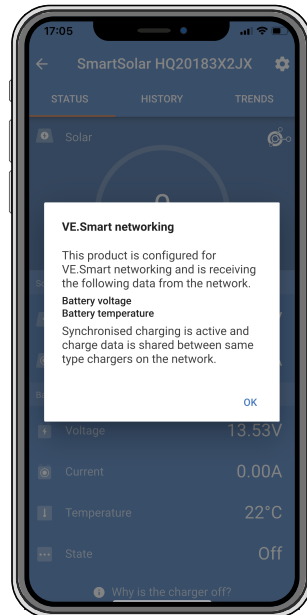 17:05
SmartSolar HQ20183X2JX
STATUS HISTORY TRENDS
Solar
VE.Smart networking
This product is configured for
VE.Smart networking and is receiving
the following data from the network.
Battery voltage
Battery temperature
Synchronised charging is active and
charge data is shared between same
type chargers on the network.
OK
Voltage 13.53V
Current 0.00A
Temperature 22°C
State Off
Why is the charger off?